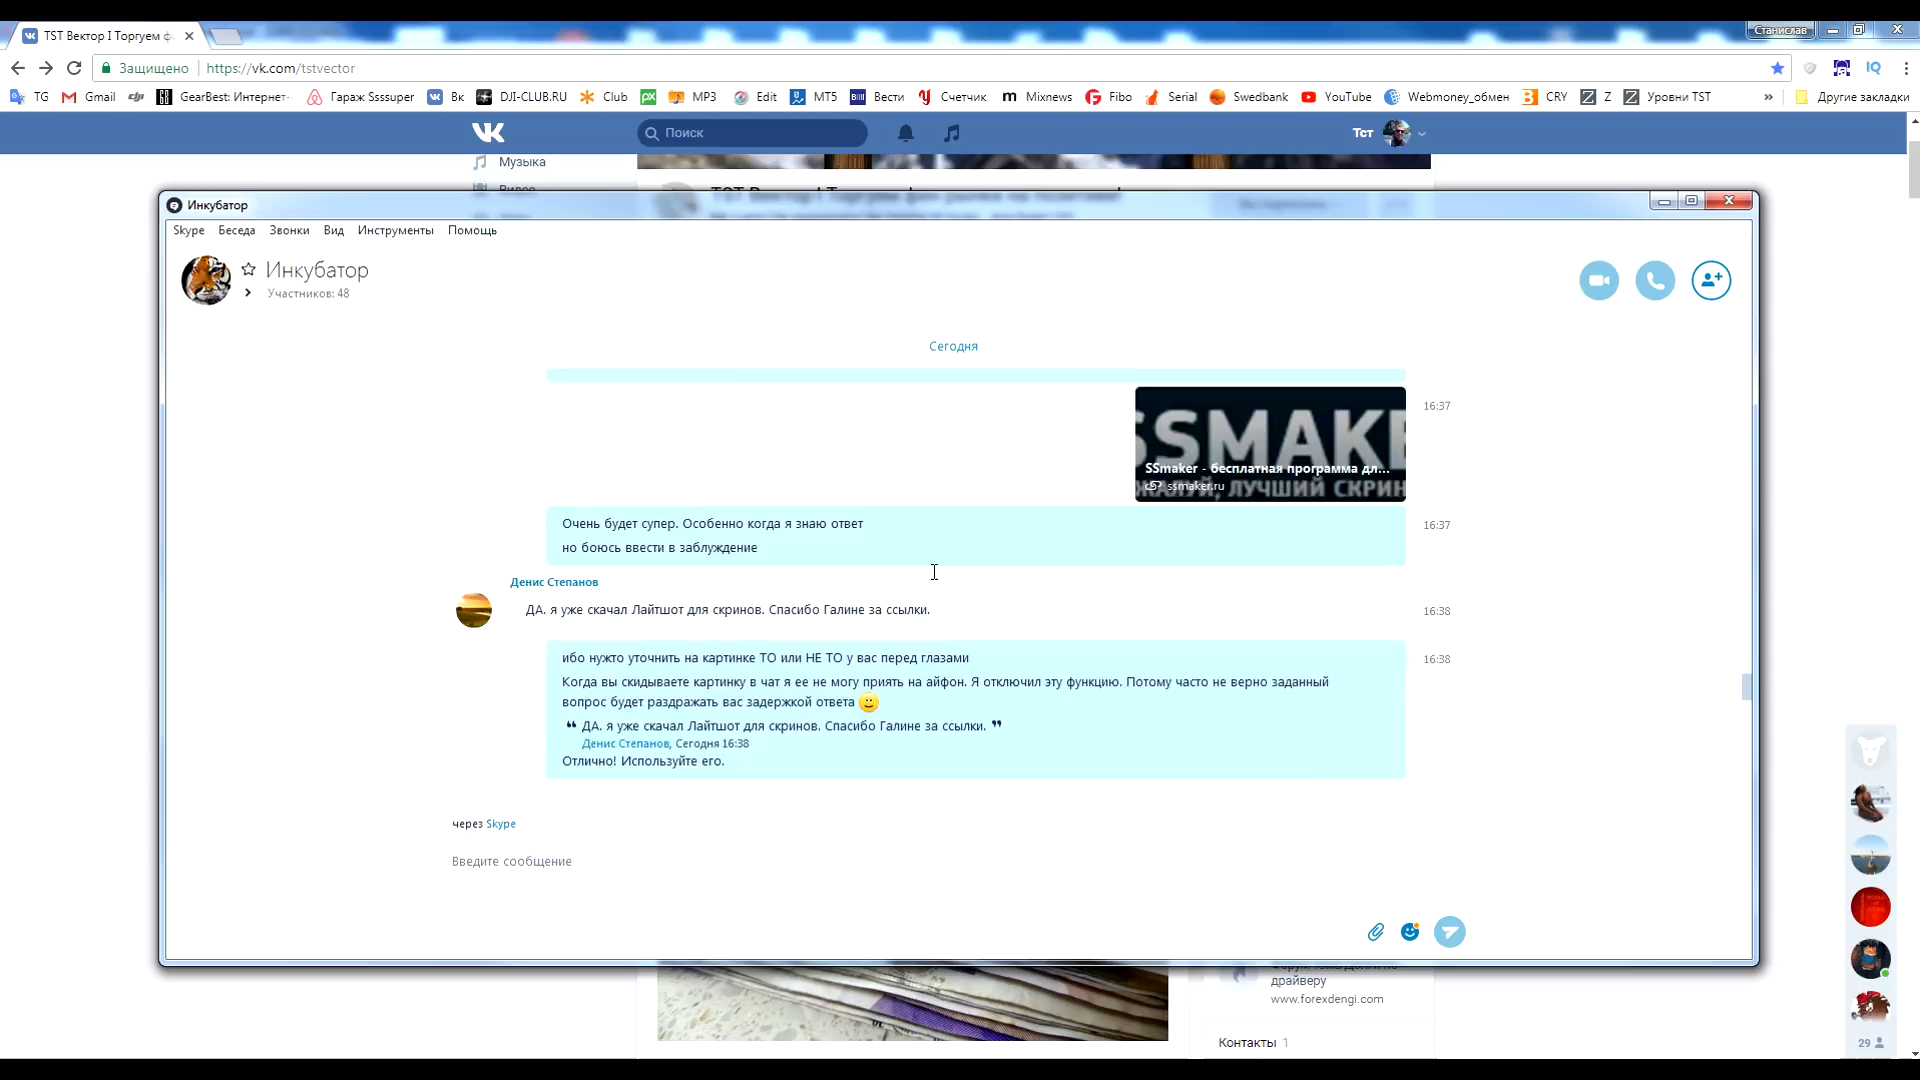 TST Вектор I Торгуем ф
Станислав
Защищено
https://vk.com/tstvector
TG
Gmail
GearBest: Интернет-
Гараж Ssssuper
Вк
DJI-CLUB.RU
Club
MP3
Edit
MT5
Вести
Счетчик
Mixnews
Fibo
Serial
Swedbank
YouTube
Webmoney_обмен
CRY
Z
Уровни TST
Другие закладки
Поиск
Тст
Музыка
Видео
Инкубатор
Skype
Беседа
Звонки
Вид
Инструменты
Помощь
Инкубатор
Участников: 48
Сегодня
SSMAKE
SSmaker - бесплатная программа дл...
ssmaker.ru
ЖАЛУЙ, ЛУЧШИЙ СКРИН
16:37
Очень будет супер. Особенно когда я знаю ответ
16:37
но боюсь ввести в заблуждение
Денис Степанов
ДА. я уже скачал Лайтшот для скринов. Спасибо Галине за ссылки.
16:38
ибо нужто уточнить на картинке ТО или НЕ ТО у вас перед глазами
16:38
Когда вы скидываете картинку в чат я ее не могу приять на айфон. Я отключил эту функцию. Потому часто не верно заданный
вопрос будет раздражать вас задержкой ответа
❝ ДА. я уже скачал Лайтшот для скринов. Спасибо Галине за ссылки. ❞
Денис Степанов, Сегодня 16:38
Отлично! Используйте его.
через Skype
Введите сообщение
драйверу
www.forexdengi.com
Контакты 1
29